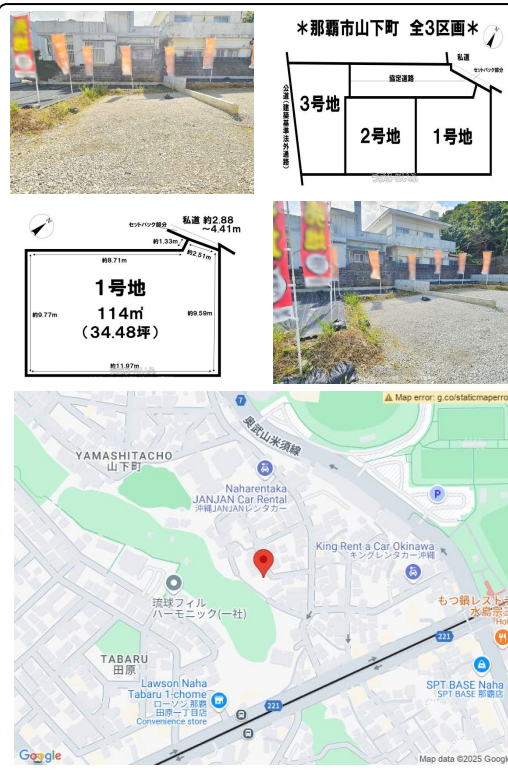 ＊那覇市山下町 全3区画＊
私道
セットバック部分
協定道路
公道(建築基準法外通路)
3号地
2号地
1号地
私道 約2.88
～4.41m
セットバック部分
約1.33m
約2.51m
約8.71m
1号地
114㎡
(34.48坪)
約9.77m
約9.59m
約11.97m
Map error: g.co/staticmaperro
7
奥武山米須線
YAMASHITACHO
山下町
Naharentaka
JANJAN Car Rental
沖縄JANJANレンタカー
P
King Rent a Car Okinawa
キングレンタカー沖縄
琉球フィル
ハーモニック(一社)
もつ鍋レスト
水島宗
Hot
221
TABARU
田原
Lawson Naha
Tabaru 1-chome
ローソン 那覇
田原一丁目店
Convenience store
221
SPT BASE Naha
SPT BASE 那覇店
Google
Map data ©2025 Google